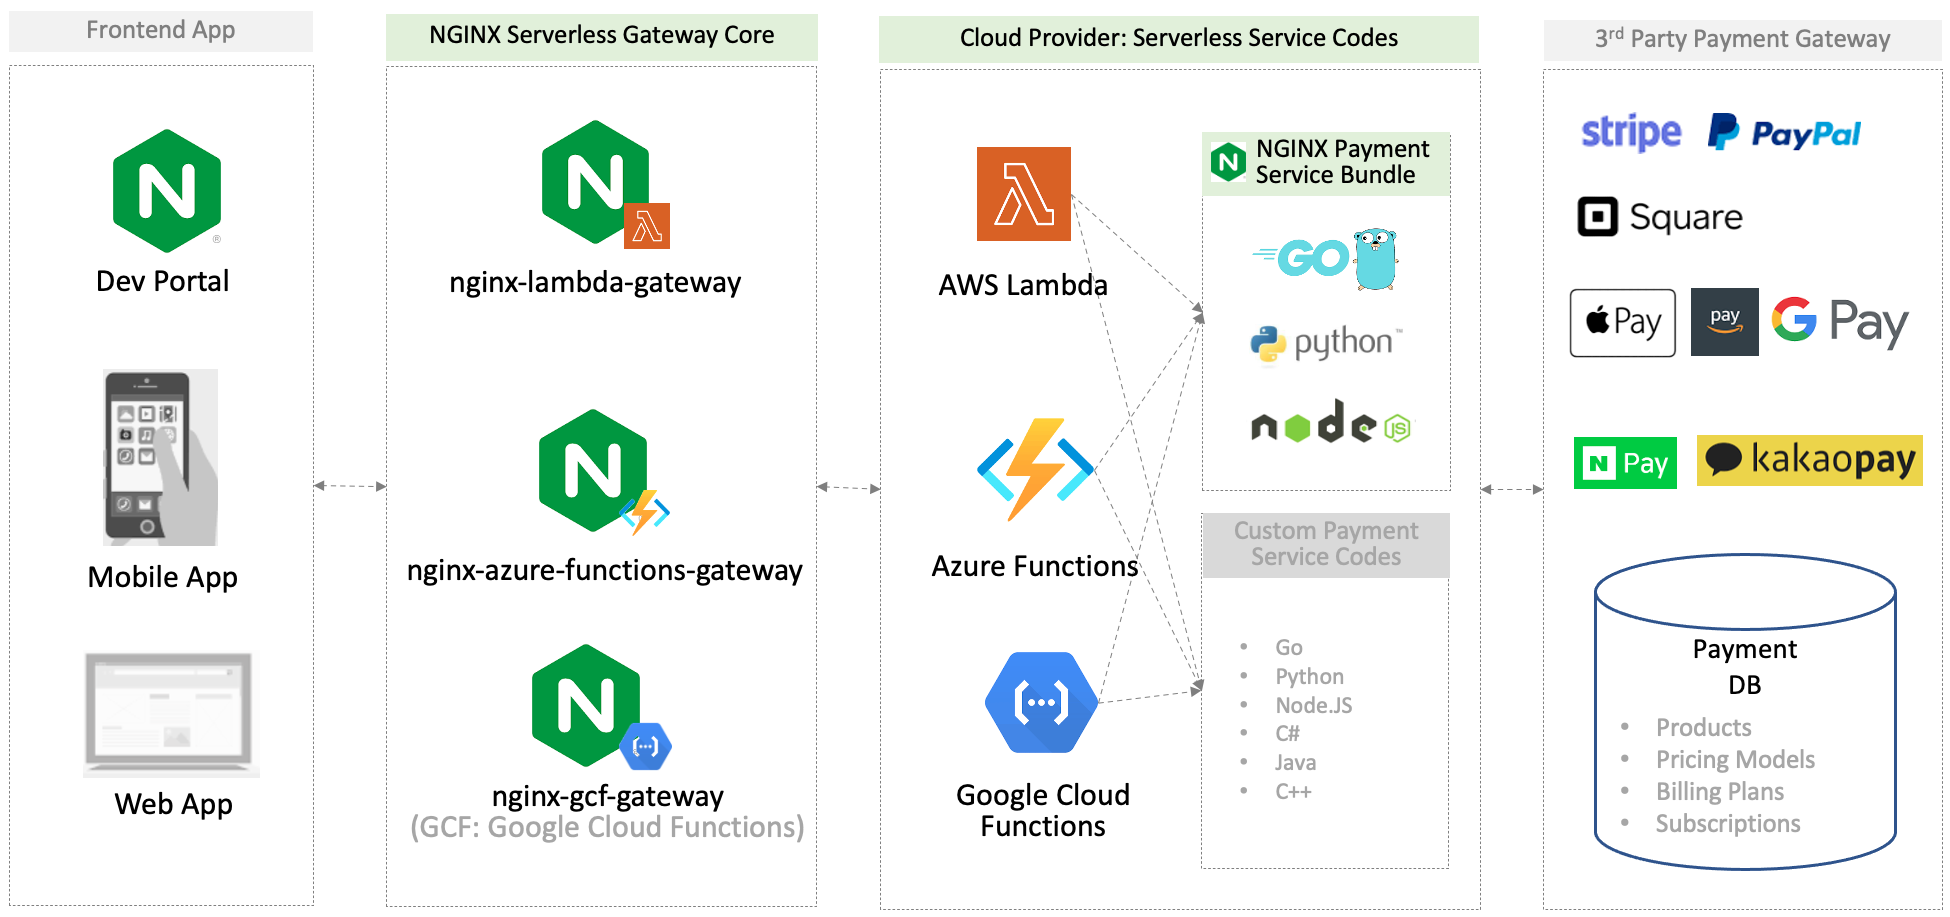 Frontend App
Dev Portal
Mobile App
Web App
NGINX Serverless Gateway Core
nginx-lambda-gateway
nginx-azure-functions-gateway
nginx-gcf-gateway
(GCF: Google Cloud Functions)
Cloud Provider: Serverless Service Codes
AWS Lambda
Azure Functions
Google Cloud
Functions
NGINX Payment
Service Bundle
GO
python™
node
JS
Custom Payment
Service Codes
• Go
• Python
• Node.JS
• C#
• Java
• C++
3rd Party Payment Gateway
stripe
PayPal
Square
Pay
pay
G Pay
N Pay
kakaopay
Payment
DB
• Products
• Pricing Models
• Billing Plans
• Subscriptions